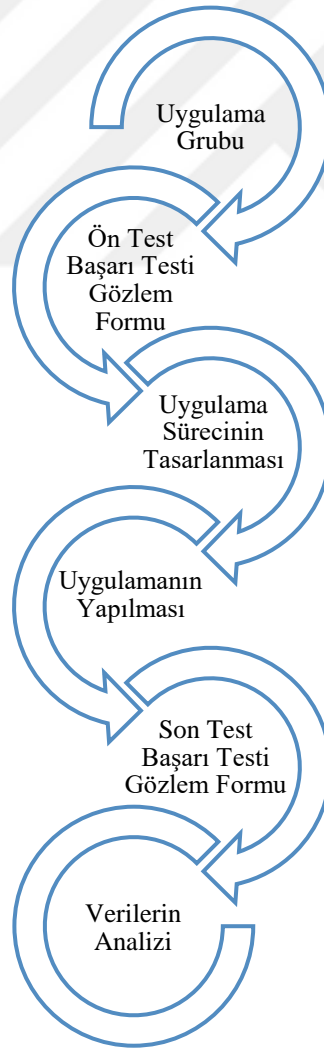 Uygulama
Grubu
Ön Test
Başarı Testi
Gözlem
Formu
Uygulama
Sürecinin
Tasarlanması
Uygulamanın
Yapılması
Son Test
Başarı Testi
Gözlem Formu
Verilerin
Analizi